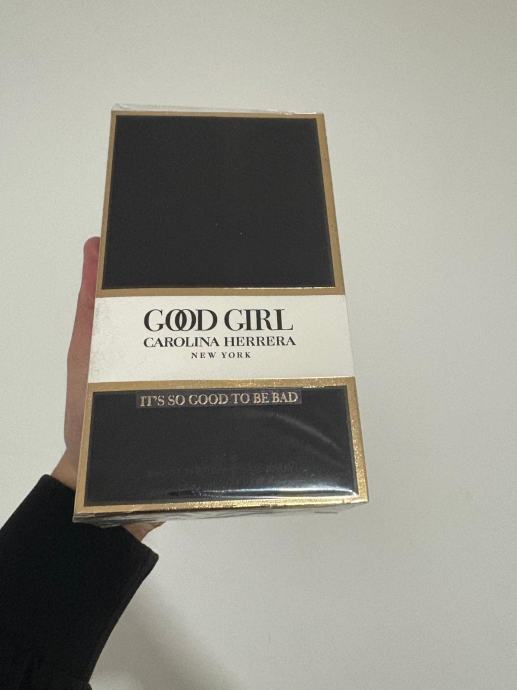 GOOD GIRL
CAROLINA HERRERA
NEW YORK
IT'S SO GOOD TO BE BAD